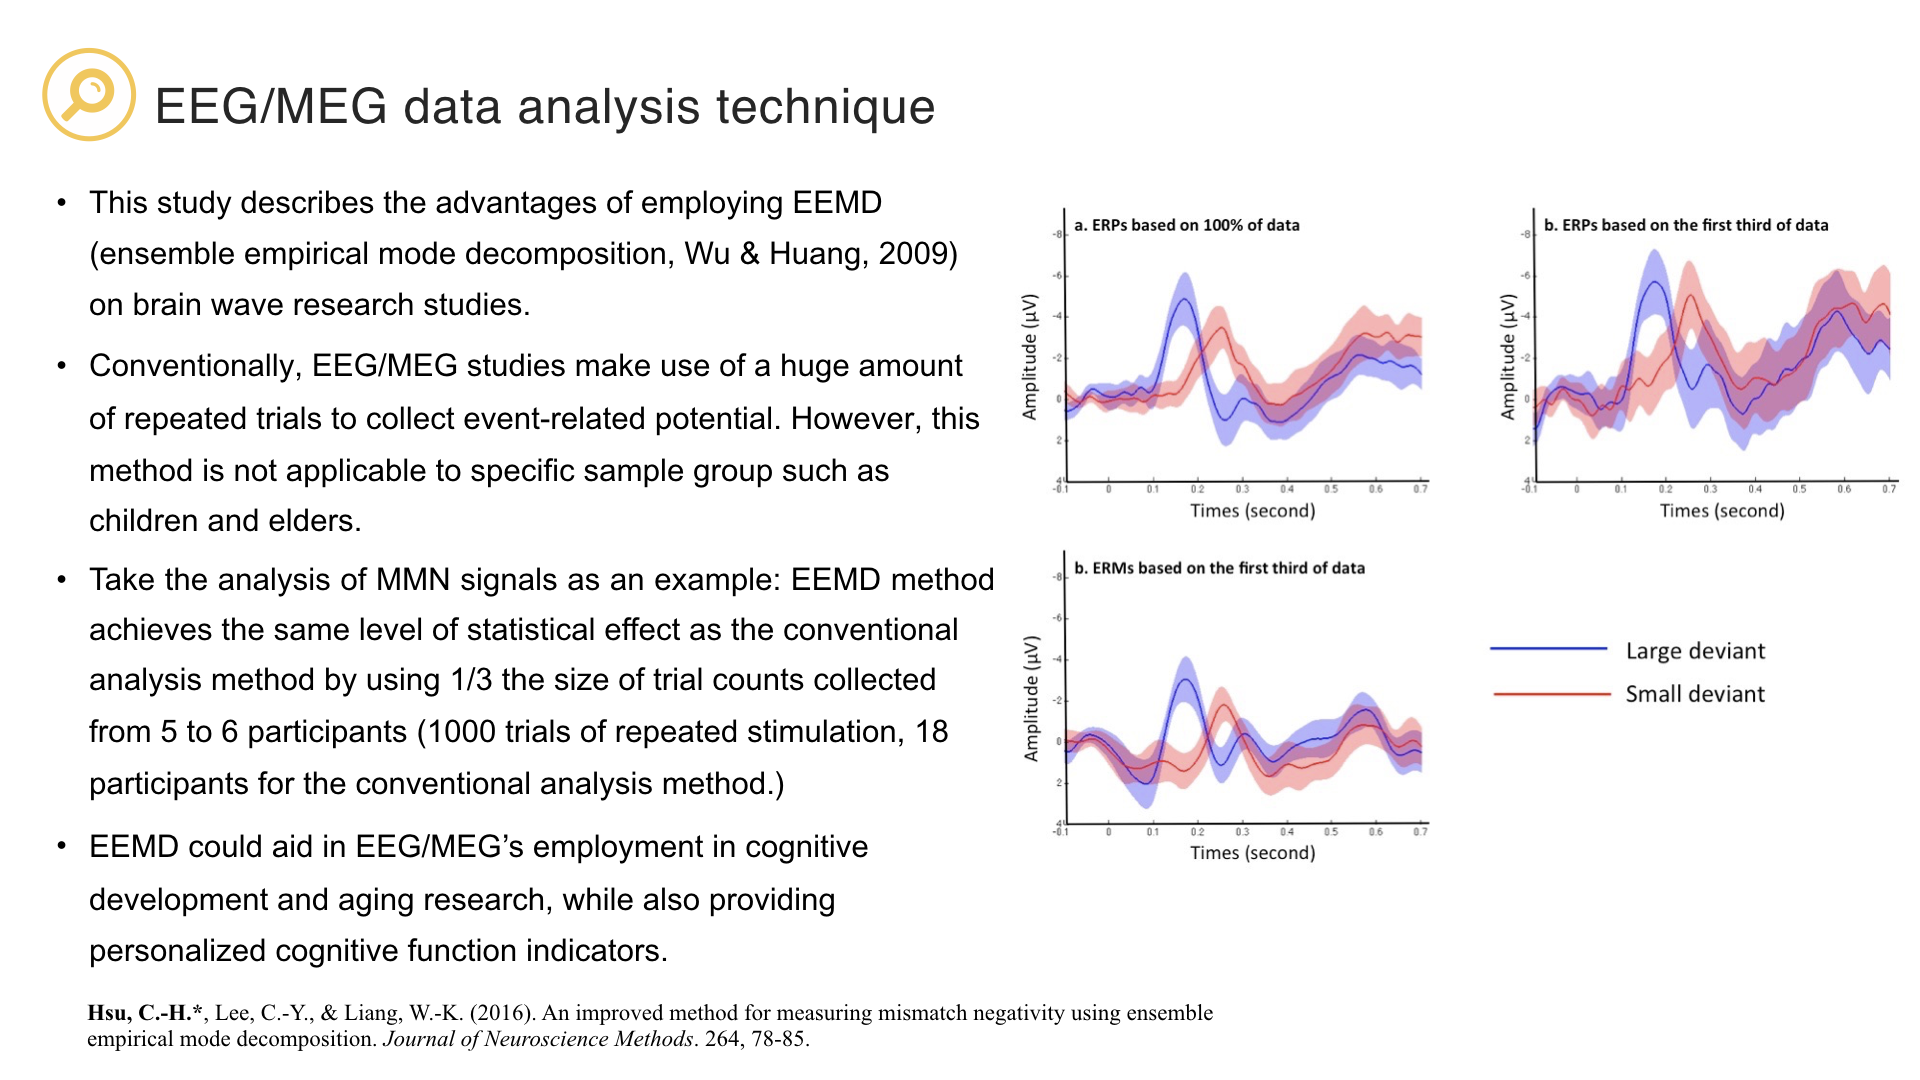 EEG/MEG data analysis technique
• This study describes the advantages of employing EEMD
(ensemble empirical mode decomposition, Wu & Huang, 2009)
on brain wave research studies.
• Conventionally, EEG/MEG studies make use of a huge amount
of repeated trials to collect event-related potential. However, this
method is not applicable to specific sample group such as
children and elders.
• Take the analysis of MMN signals as an example: EEMD method
achieves the same level of statistical effect as the conventional
analysis method by using 1/3 the size of trial counts collected
from 5 to 6 participants (1000 trials of repeated stimulation, 18
participants for the conventional analysis method.)
• EEMD could aid in EEG/MEG’s employment in cognitive
development and aging research, while also providing
personalized cognitive function indicators.
Hsu, C.-H.*, Lee, C.-Y., & Liang, W.-K. (2016). An improved method for measuring mismatch negativity using ensemble
empirical mode decomposition. Journal of Neuroscience Methods. 264, 78-85.
a. ERPs based on 100% of data
Amplitude (µV)
-8
-6
-4
-2
0
2
4
-0.1 0 0.1 0.2 0.3 0.4 0.5 0.6 0.7
Times (second)
b. ERPs based on the first third of data
Amplitude (µV)
-8
-6
-4
-2
0
2
4
-0.1 0 0.1 0.2 0.3 0.4 0.5 0.6 0.7
Times (second)
b. ERMs based on the first third of data
Amplitude (µV)
-8
-6
-4
-2
0
2
4
-0.1 0 0.1 0.2 0.3 0.4 0.5 0.6 0.7
Times (second)
Large deviant
Small deviant